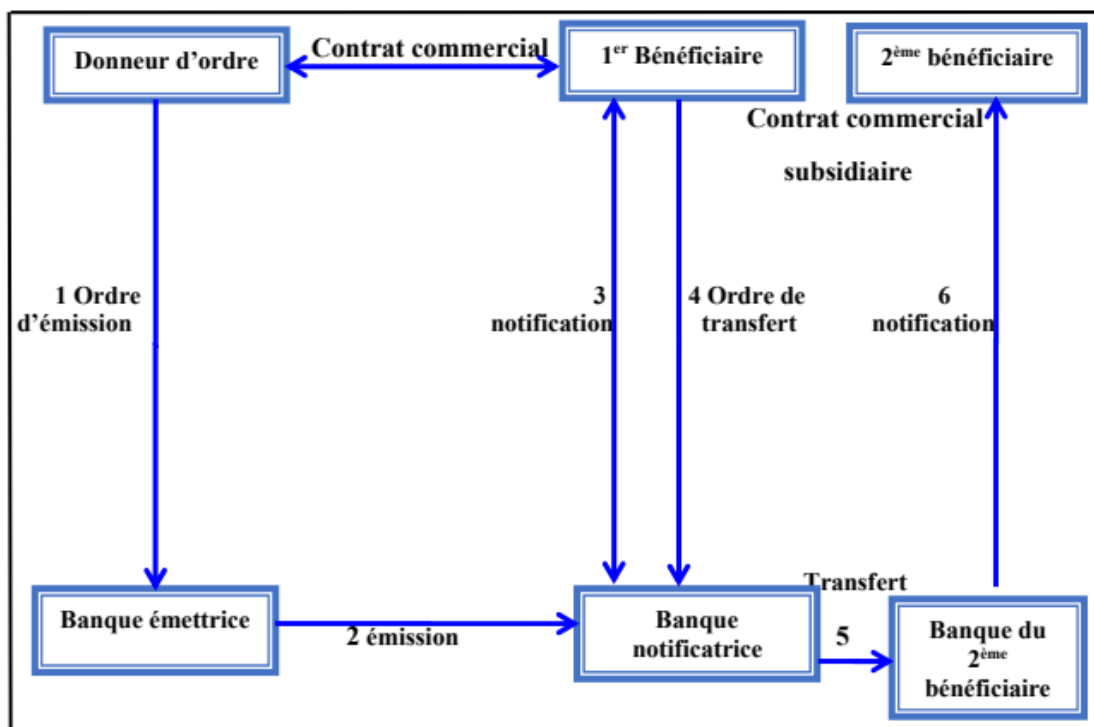 Donneur d'ordre
Contrat commercial
1er Bénéficiaire
2ème bénéficiaire
Contrat commercial
subsidiaire
1 Ordre
d'émission
3
notification
4 Ordre de
transfert
6
notification
Banque émettrice
2 émission
Banque
notificatrice
Transfert
5
Banque du
2ème
bénéficiaire